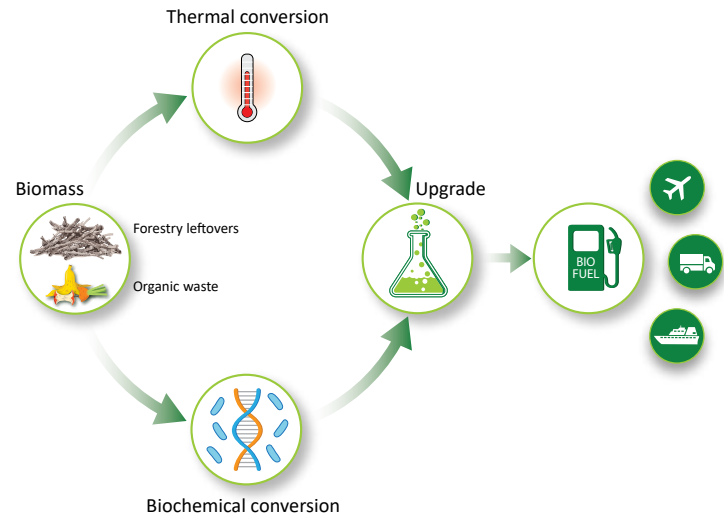 Thermal conversion
Biomass
Forestry leftovers
Organic waste
Upgrade
BIO
FUEL
Biochemical conversion